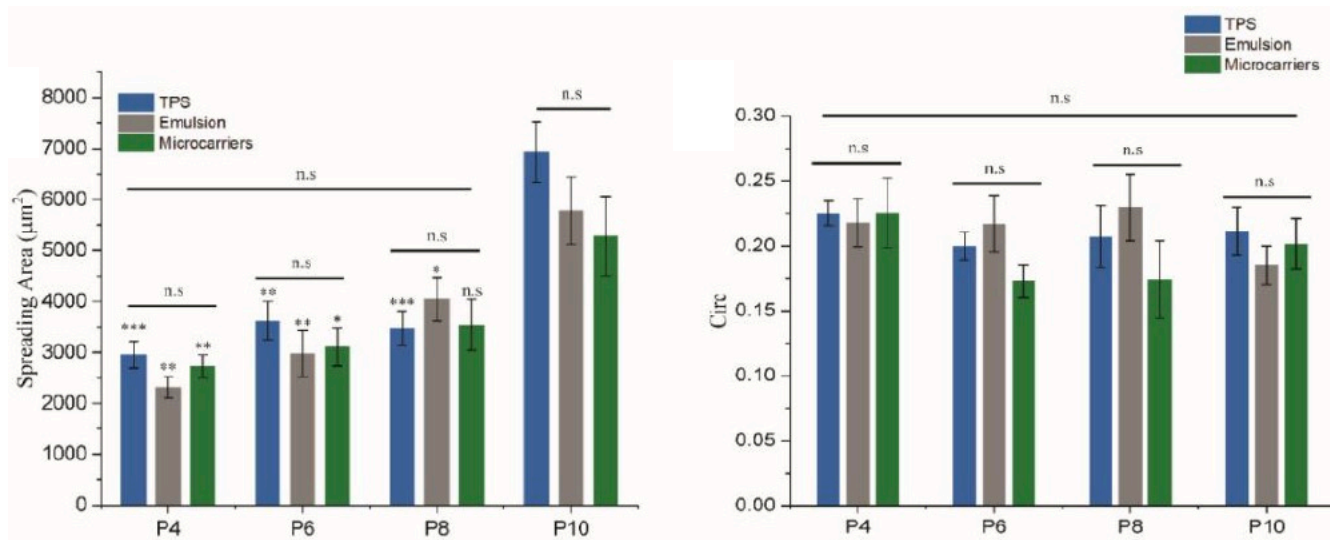 TPS
Emulsion
Microcarriers
Spreading Area (μm²)
8000
7000
6000
5000
4000
3000
2000
1000
0
n.s
n.s
n.s
n.s
n.s
***
**
**
**
**
*
***
*
n.s
P4
P6
P8
P10
TPS
Emulsion
Microcarriers
Circ
0.30
0.25
0.20
0.15
0.10
0.05
0.00
n.s
n.s
n.s
n.s
n.s
P4
P6
P8
P10